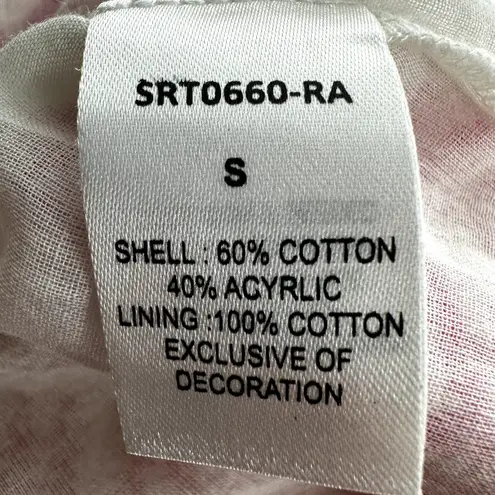 SRT0660-RA
S
SHELL : 60% COTTON
40% ACYRLIC
LINING :100% COTTON
EXCLUSIVE OF
DECORATION